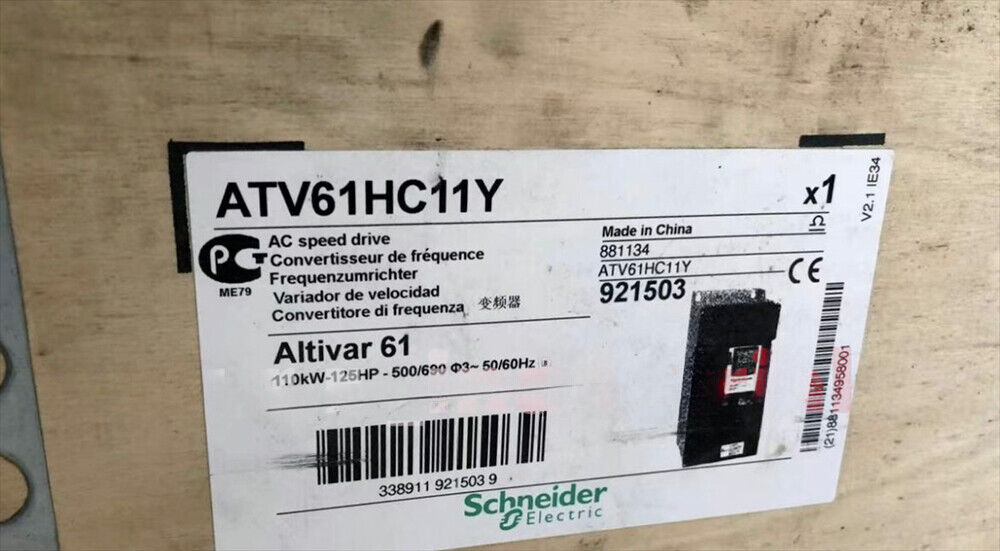 ATV61HC11Y
x1
V2.1 IE34
AC speed drive
Convertisseur de fréquence
Frequenzumrichter
Variador de velocidad
Convertitore di frequenza 变频器
ME79
Made in China
881134
ATV61HC11Y
921503
CE
Altivar 61
110kW-125HP - 500/690 Φ3~ 50/60Hz
338911 921503 9
(21)881134958001
Schneider
Electric